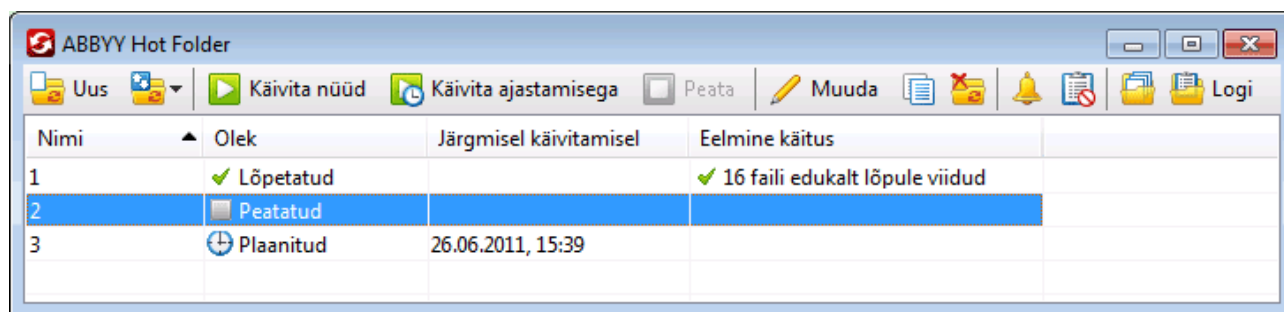 ABBYY Hot Folder
Uus Käivita nüüd Käivita ajastamisega Peata Muuda Logi
Nimi Olek Järgmisel käivitamisel Eelmine käitus
1 Lõpetatud 16 faili edukalt lõpule viidud
2 Peatatud
3 Plaanitud 26.06.2011, 15:39